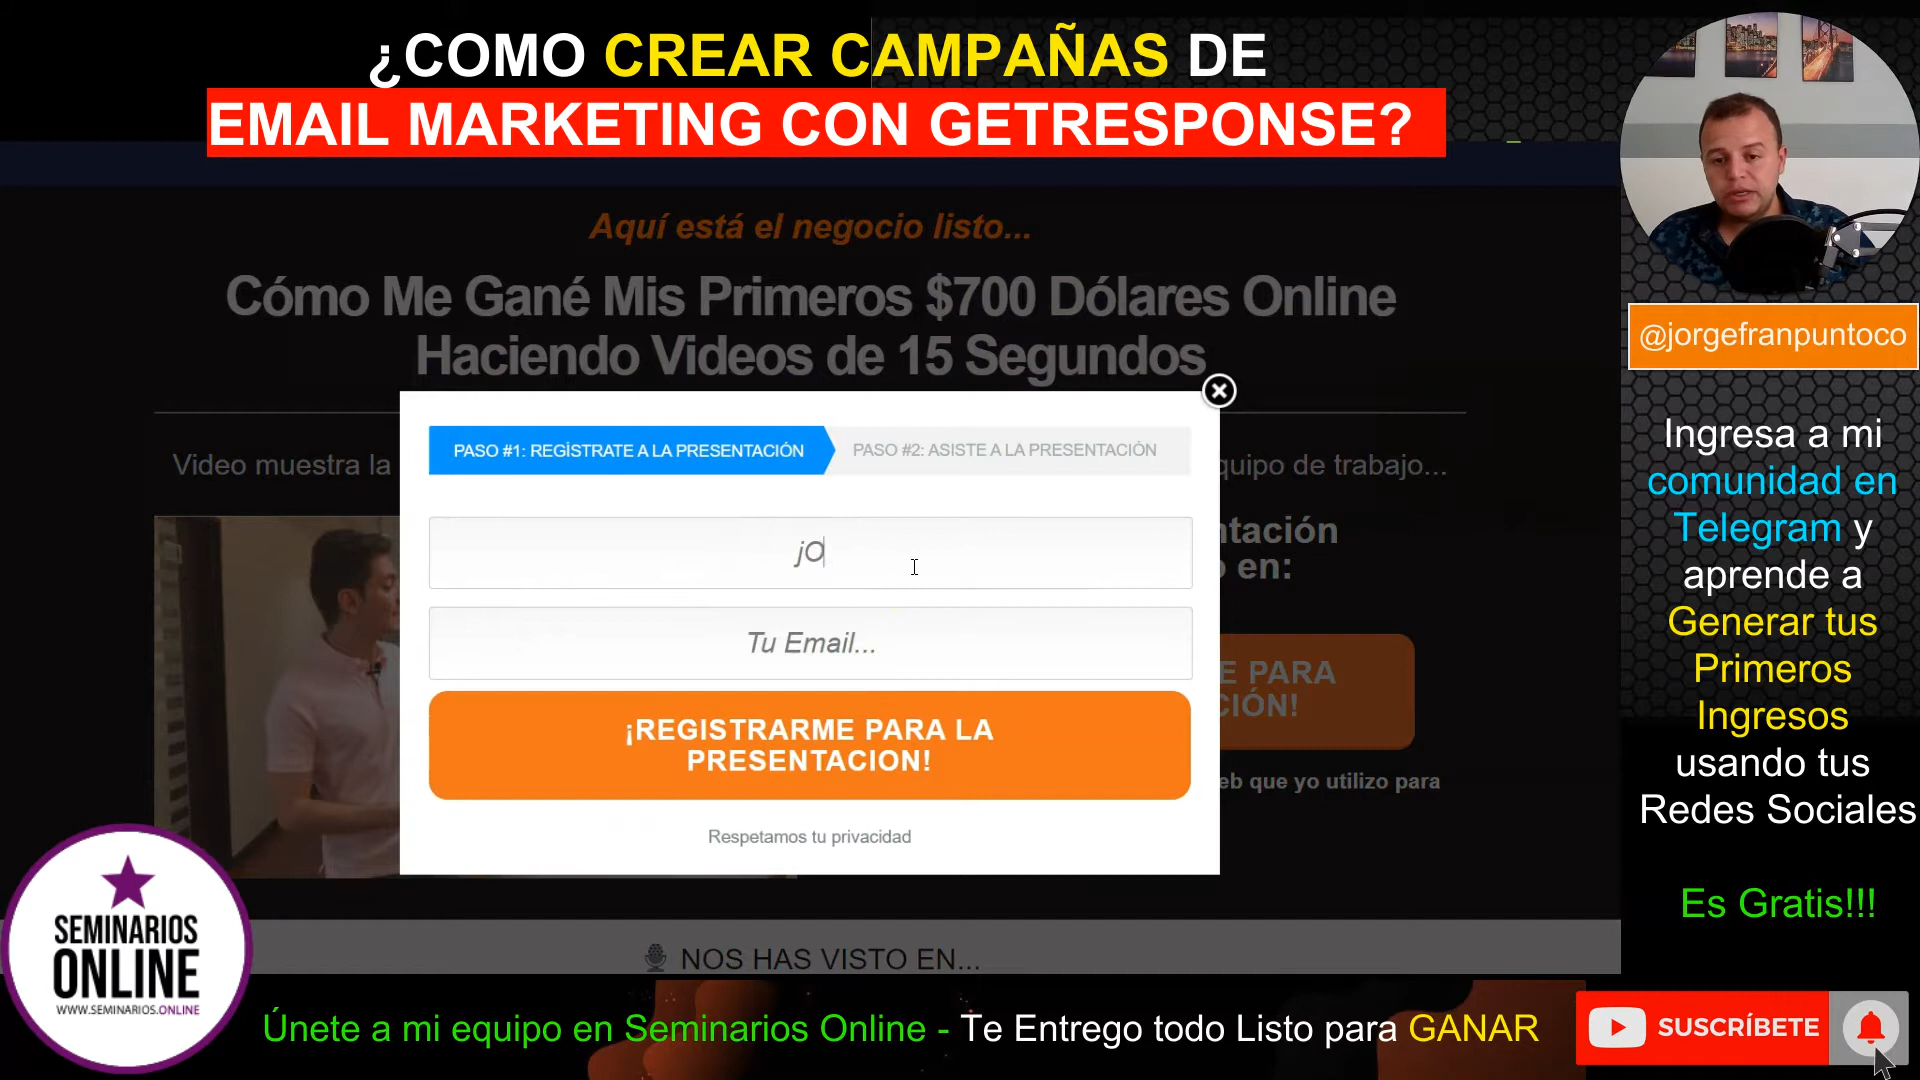 ¿COMO CREAR CAMPAÑAS DE
EMAIL MARKETING CON GETRESPONSE?
Aquí está el negocio listo...
Cómo Me Gané Mis Primeros $700 Dólares Online
Haciendo Videos de 15 Segundos
Video muestra la
quipo de trabajo...
PASO #1: REGÍSTRATE A LA PRESENTACIÓN
PASO #2: ASISTE A LA PRESENTACIÓN
jO
Tu Email...
¡REGISTRARME PARA LA
PRESENTACION!
Respetamos tu privacidad
ntación
o en:
E PARA
CIÓN!
eb que yo utilizo para
NOS HAS VISTO EN...
@jorgefranpuntoco
Ingresa a mi
comunidad en
Telegram y
aprende a
Generar tus
Primeros
Ingresos
usando tus
Redes Sociales
Es Gratis!!!
SEMINARIOS
ONLINE
WWW.SEMINARIOS.ONLINE
Únete a mi equipo en Seminarios Online - Te Entrego todo Listo para GANAR
SUSCRÍBETE